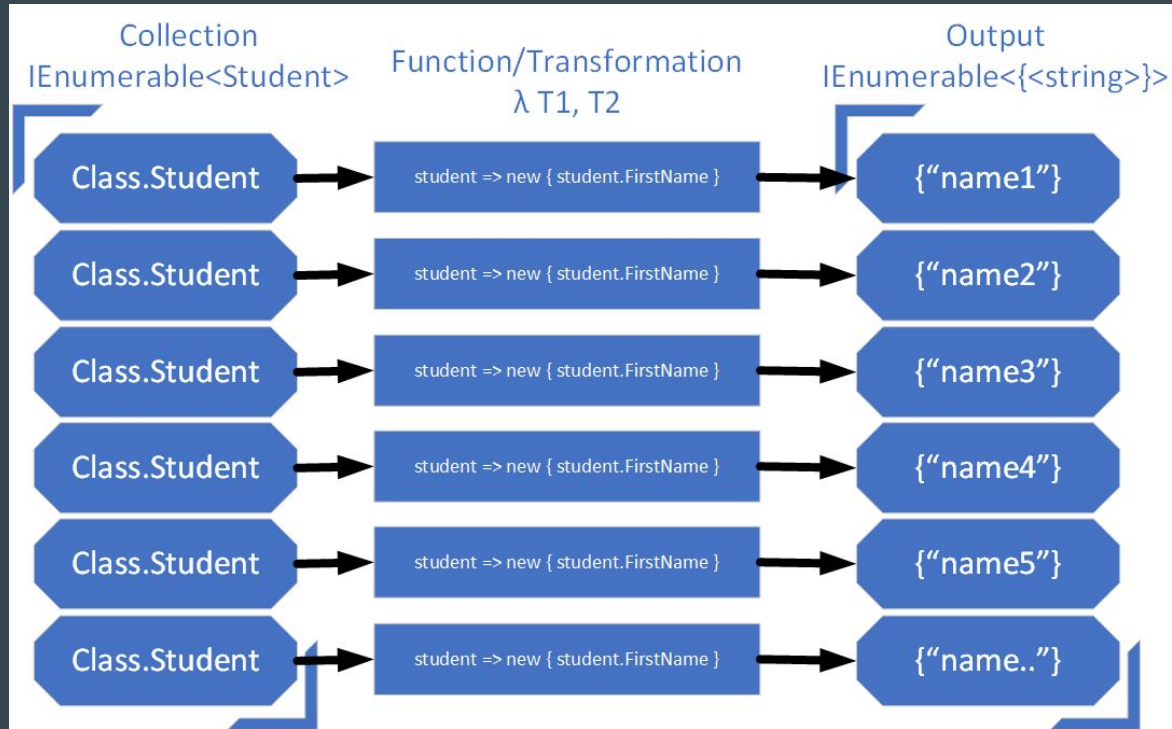 Collection
IEnumerable<Student>
Function/Transformation
λ T1, T2
Output
IEnumerable<{<string>}>
Class.Student
student => new { student.FirstName }
{“name1”}
Class.Student
student => new { student.FirstName }
{“name2”}
Class.Student
student => new { student.FirstName }
{“name3”}
Class.Student
student => new { student.FirstName }
{“name4”}
Class.Student
student => new { student.FirstName }
{“name5”}
Class.Student
student => new { student.FirstName }
{“name..”}